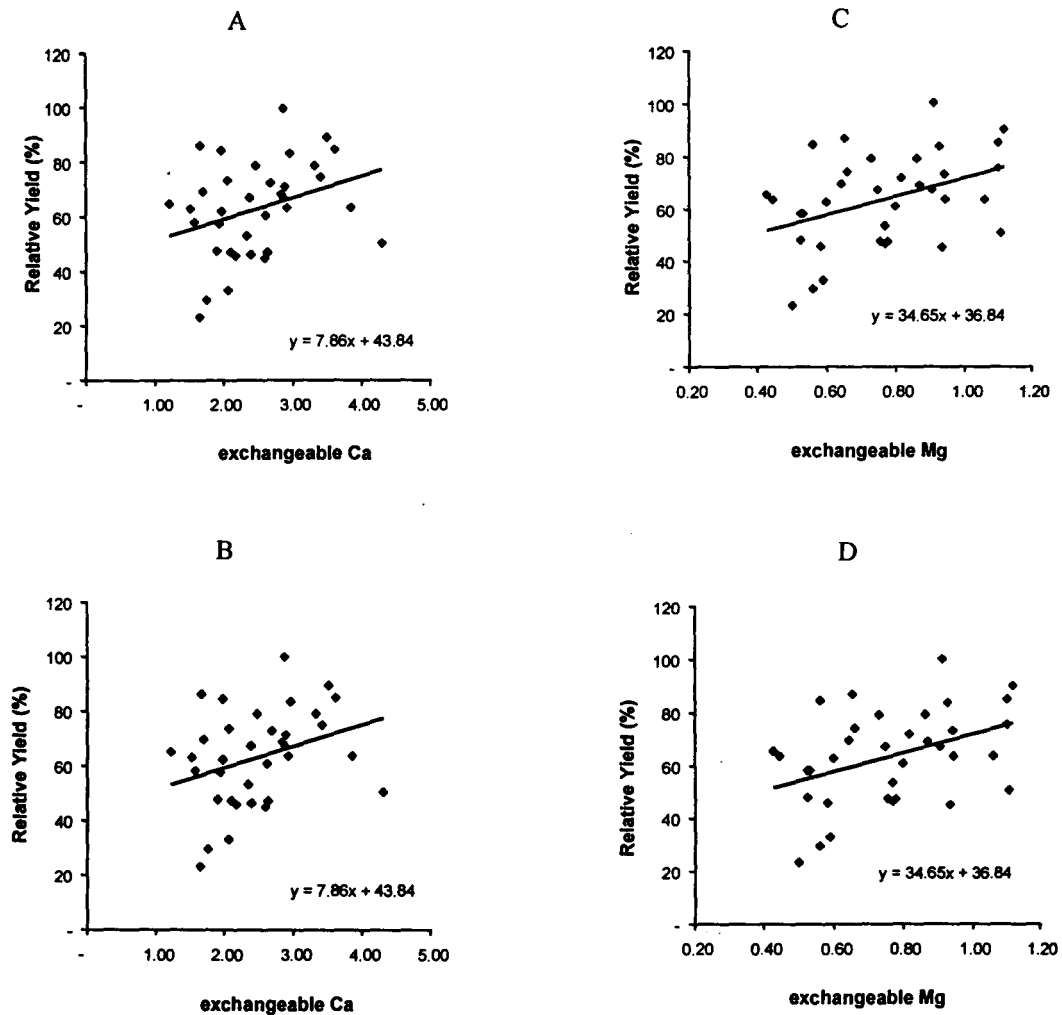 A
120
100
80
60
40
20
-
Relative Yield (%)
y = 7.86x + 43.84
- 1.00 2.00 3.00 4.00 5.00
exchangeable Ca
C
120
100
80
60
40
20
-
Relative Yield (%)
y = 34.65x + 36.84
0.20 0.40 0.60 0.80 1.00 1.20
exchangeable Mg
B
120
100
80
60
40
20
-
Relative Yield (%)
y = 7.86x + 43.84
- 1.00 2.00 3.00 4.00 5.00
exchangeable Ca
D
120
100
80
60
40
20
-
Relative Yield (%)
y = 34.65x + 36.84
0.20 0.40 0.60 0.80 1.00 1.20
exchangeable Mg